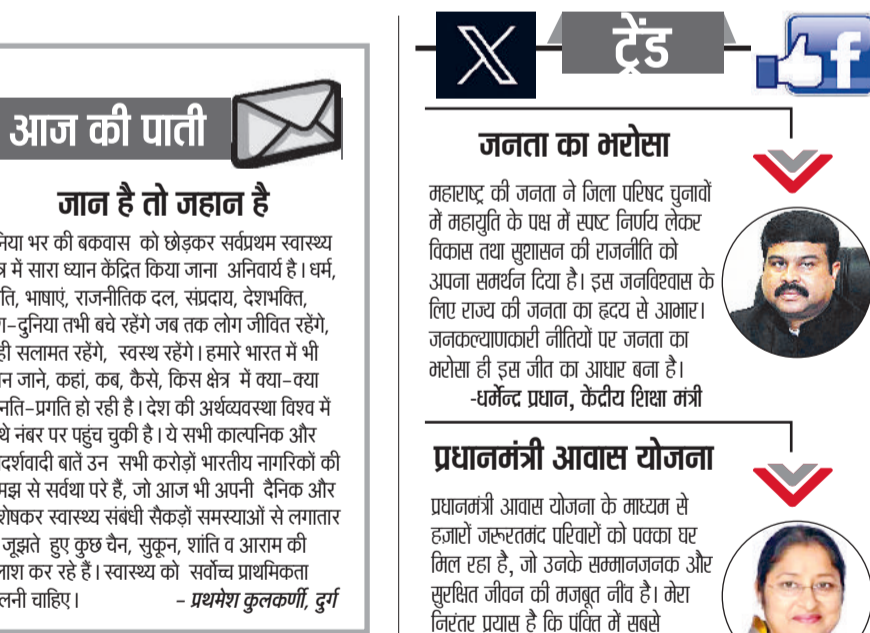 आज की पाती
जान है तो जहान है
भर की बकवास को छोड़कर सर्वप्रथम स्वास्थ्य
में सारा ध्यान केंद्रित किया जाना अनिवार्य है। धर्म,
भाषाएं, राजनीतिक दल, संप्रदाय, देशभक्ति,
दुनिया तभी बचे रहेंगे जब तक लोग जीवित रहेंगे,
सलामत रहेंगे, स्वस्थ रहेंगे। हमारे भारत में भी
न जाने, कहां, कब, कैसे, किस क्षेत्र में क्या-क्या
प्रगति हो रही है। देश की अर्थव्यवस्था विश्व में
नंबर पर पहुंच चुकी है। ये सभी काल्पनिक और
बातें उन सभी करोड़ों भारतीय नागरिकों की
से सर्वथा परे हैं, जो आज भी अपनी दैनिक और
स्वास्थ्य संबंधी सैकड़ों समस्याओं से लगातार
जूझते हुए कुछ चैन, सुकून, शांति व आराम की
कर रहे हैं। स्वास्थ्य को सर्वोच्च प्राथमिकता
चाहिए। - प्रथमेश कुलकर्णी, दुर्ग
X ट्रेंड f
जनता का भरोसा
महाराष्ट्र की जनता ने जिला परिषद चुनावों
में महायुति के पक्ष में स्पष्ट निर्णय लेकर
विकास तथा सुशासन की राजनीति को
अपना समर्थन दिया है। इस जनविश्वास के
लिए राज्य की जनता का हृदय से आभार।
जनकल्याणकारी नीतियों पर जनता का
भरोसा ही इस जीत का आधार बना है।
-धर्मेन्द्र प्रधान, केंद्रीय शिक्षा मंत्री
प्रधानमंत्री आवास योजना
प्रधानमंत्री आवास योजना के माध्यम से
हज़ारों जरूरतमंद परिवारों को पक्का घर
मिल रहा है, जो उनके सम्मानजनक और
सुरक्षित जीवन की मजबूत नींव है। मेरा
निरंतर प्रयास है कि पंक्ति में सबसे